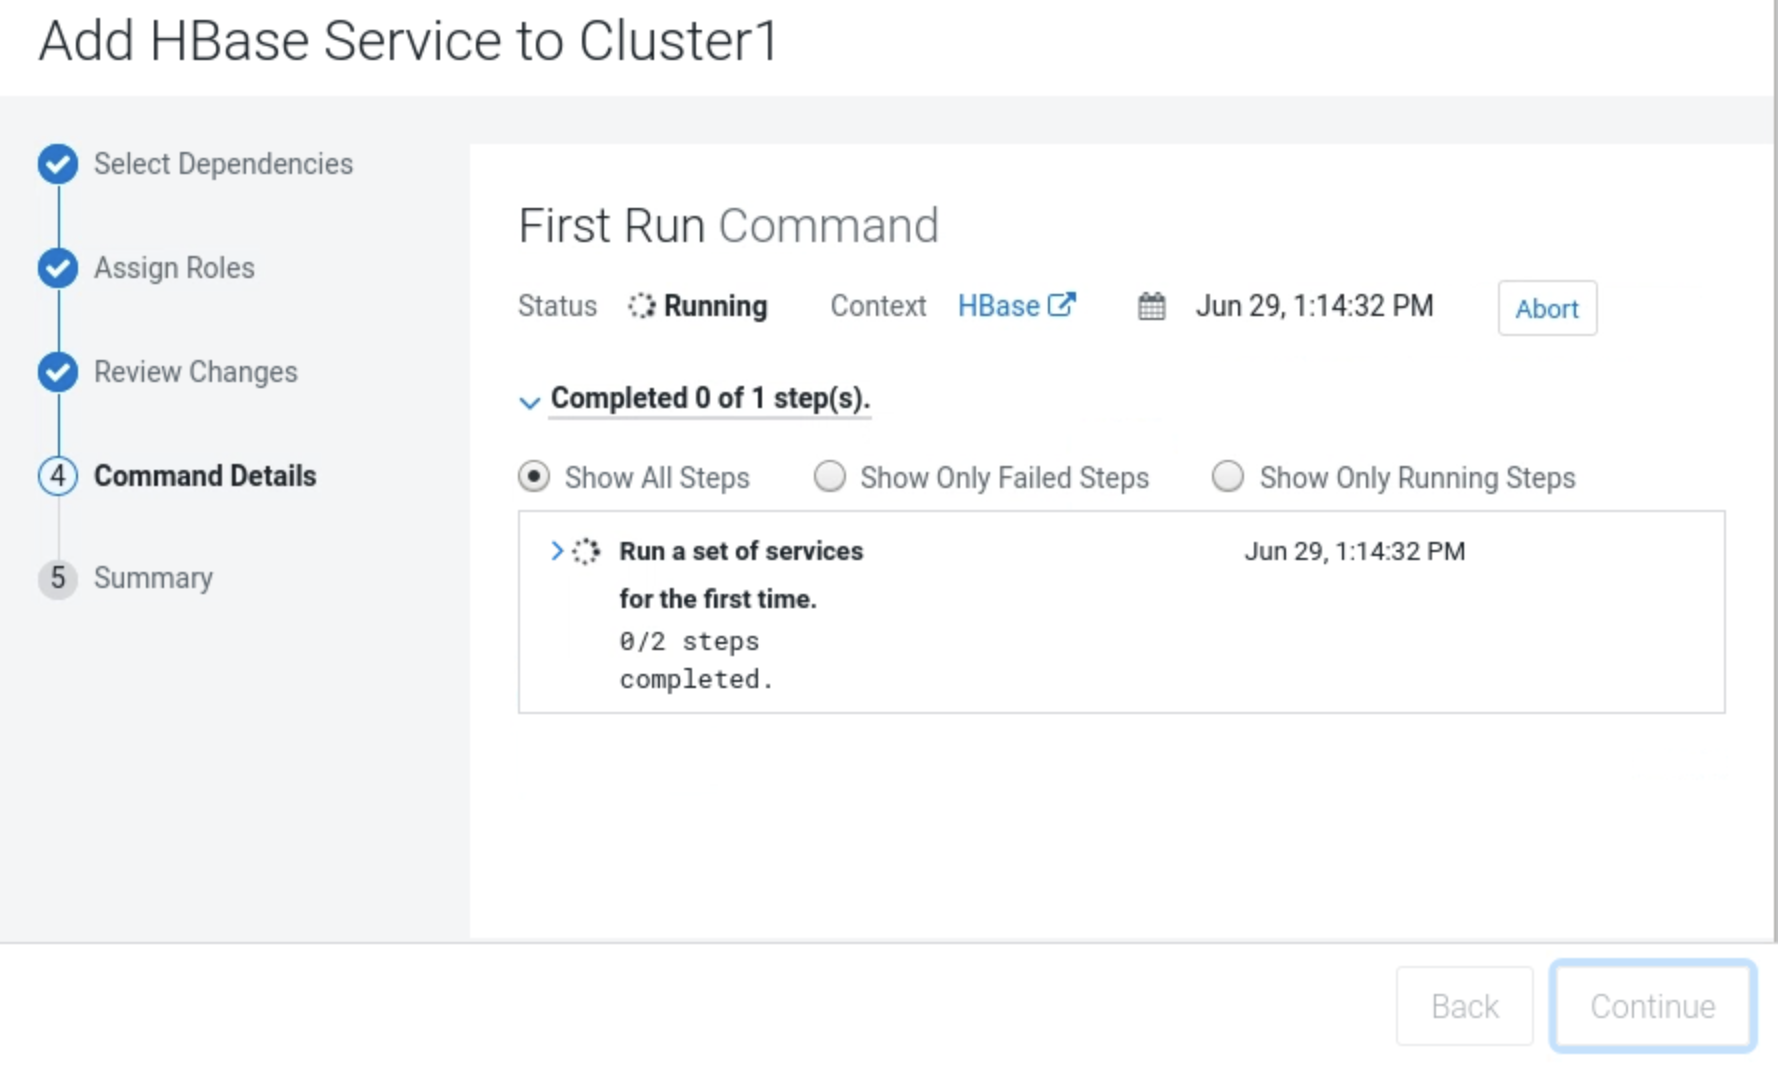 Add HBase Service to Cluster1
Select Dependencies
Assign Roles
Review Changes
4 Command Details
5 Summary
First Run Command
Status Running Context HBase Jun 29, 1:14:32 PM Abort
Completed 0 of 1 step(s).
Show All Steps Show Only Failed Steps Show Only Running Steps
Run a set of services Jun 29, 1:14:32 PM
for the first time.
0/2 steps
completed.
Back Continue